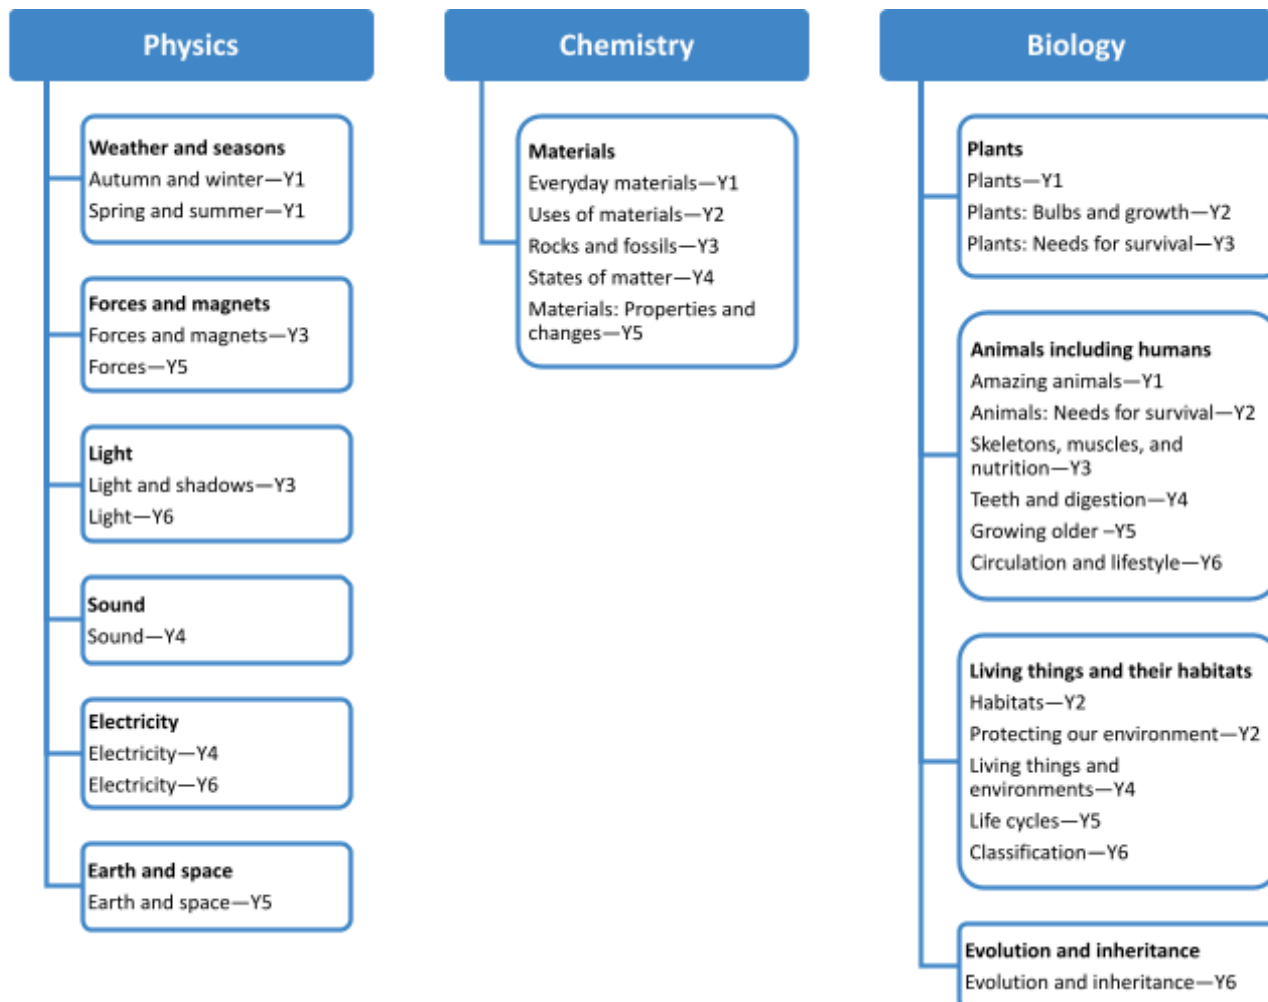 Physics
Weather and seasons
Autumn and winter—Y1
Spring and summer—Y1
Forces and magnets
Forces and magnets—Y3
Forces—Y5
Light
Light and shadows—Y3
Light—Y6
Sound
Sound—Y4
Electricity
Electricity—Y4
Electricity—Y6
Earth and space
Earth and space—Y5
Chemistry
Materials
Everyday materials—Y1
Uses of materials—Y2
Rocks and fossils—Y3
States of matter—Y4
Materials: Properties and
changes—Y5
Biology
Plants
Plants—Y1
Plants: Bulbs and growth—Y2
Plants: Needs for survival—Y3
Animals including humans
Amazing animals—Y1
Animals: Needs for survival—Y2
Skeletons, muscles, and
nutrition—Y3
Teeth and digestion—Y4
Growing older –Y5
Circulation and lifestyle—Y6
Living things and their habitats
Habitats—Y2
Protecting our environment—Y2
Living things and
environments—Y4
Life cycles—Y5
Classification—Y6
Evolution and inheritance
Evolution and inheritance—Y6